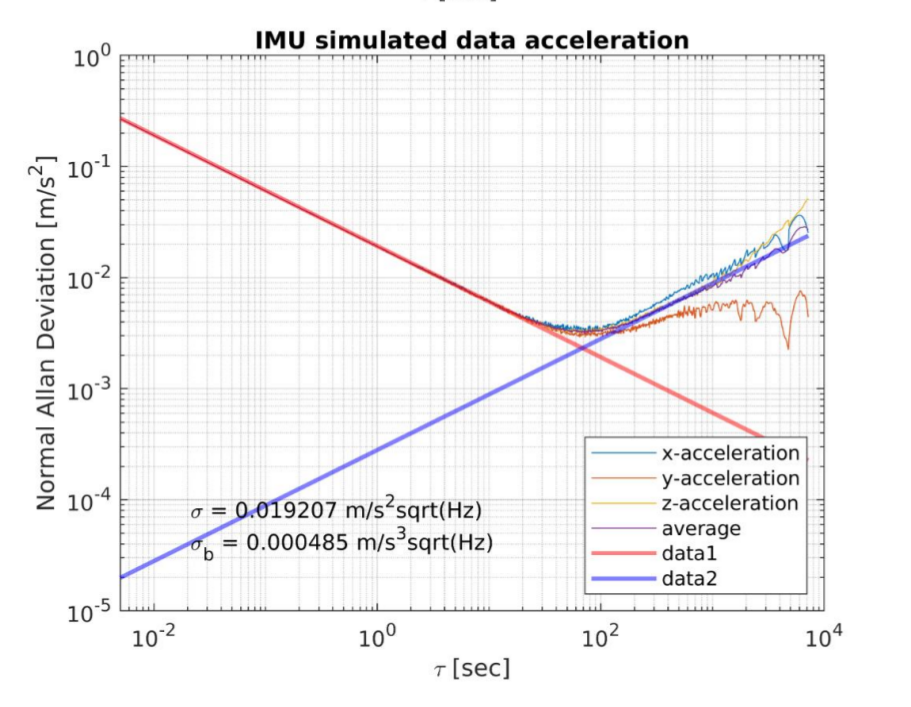 IMU simulated data acceleration
10^0
10^-1
10^-2
10^-3
10^-4
10^-5
Normal Allan Deviation [m/s^2]
σ = 0.019207 m/s^2sqrt(Hz)
σ_b = 0.000485 m/s^3sqrt(Hz)
x-acceleration
y-acceleration
z-acceleration
average
data1
data2
10^-2
10^0
10^2
10^4
τ [sec]